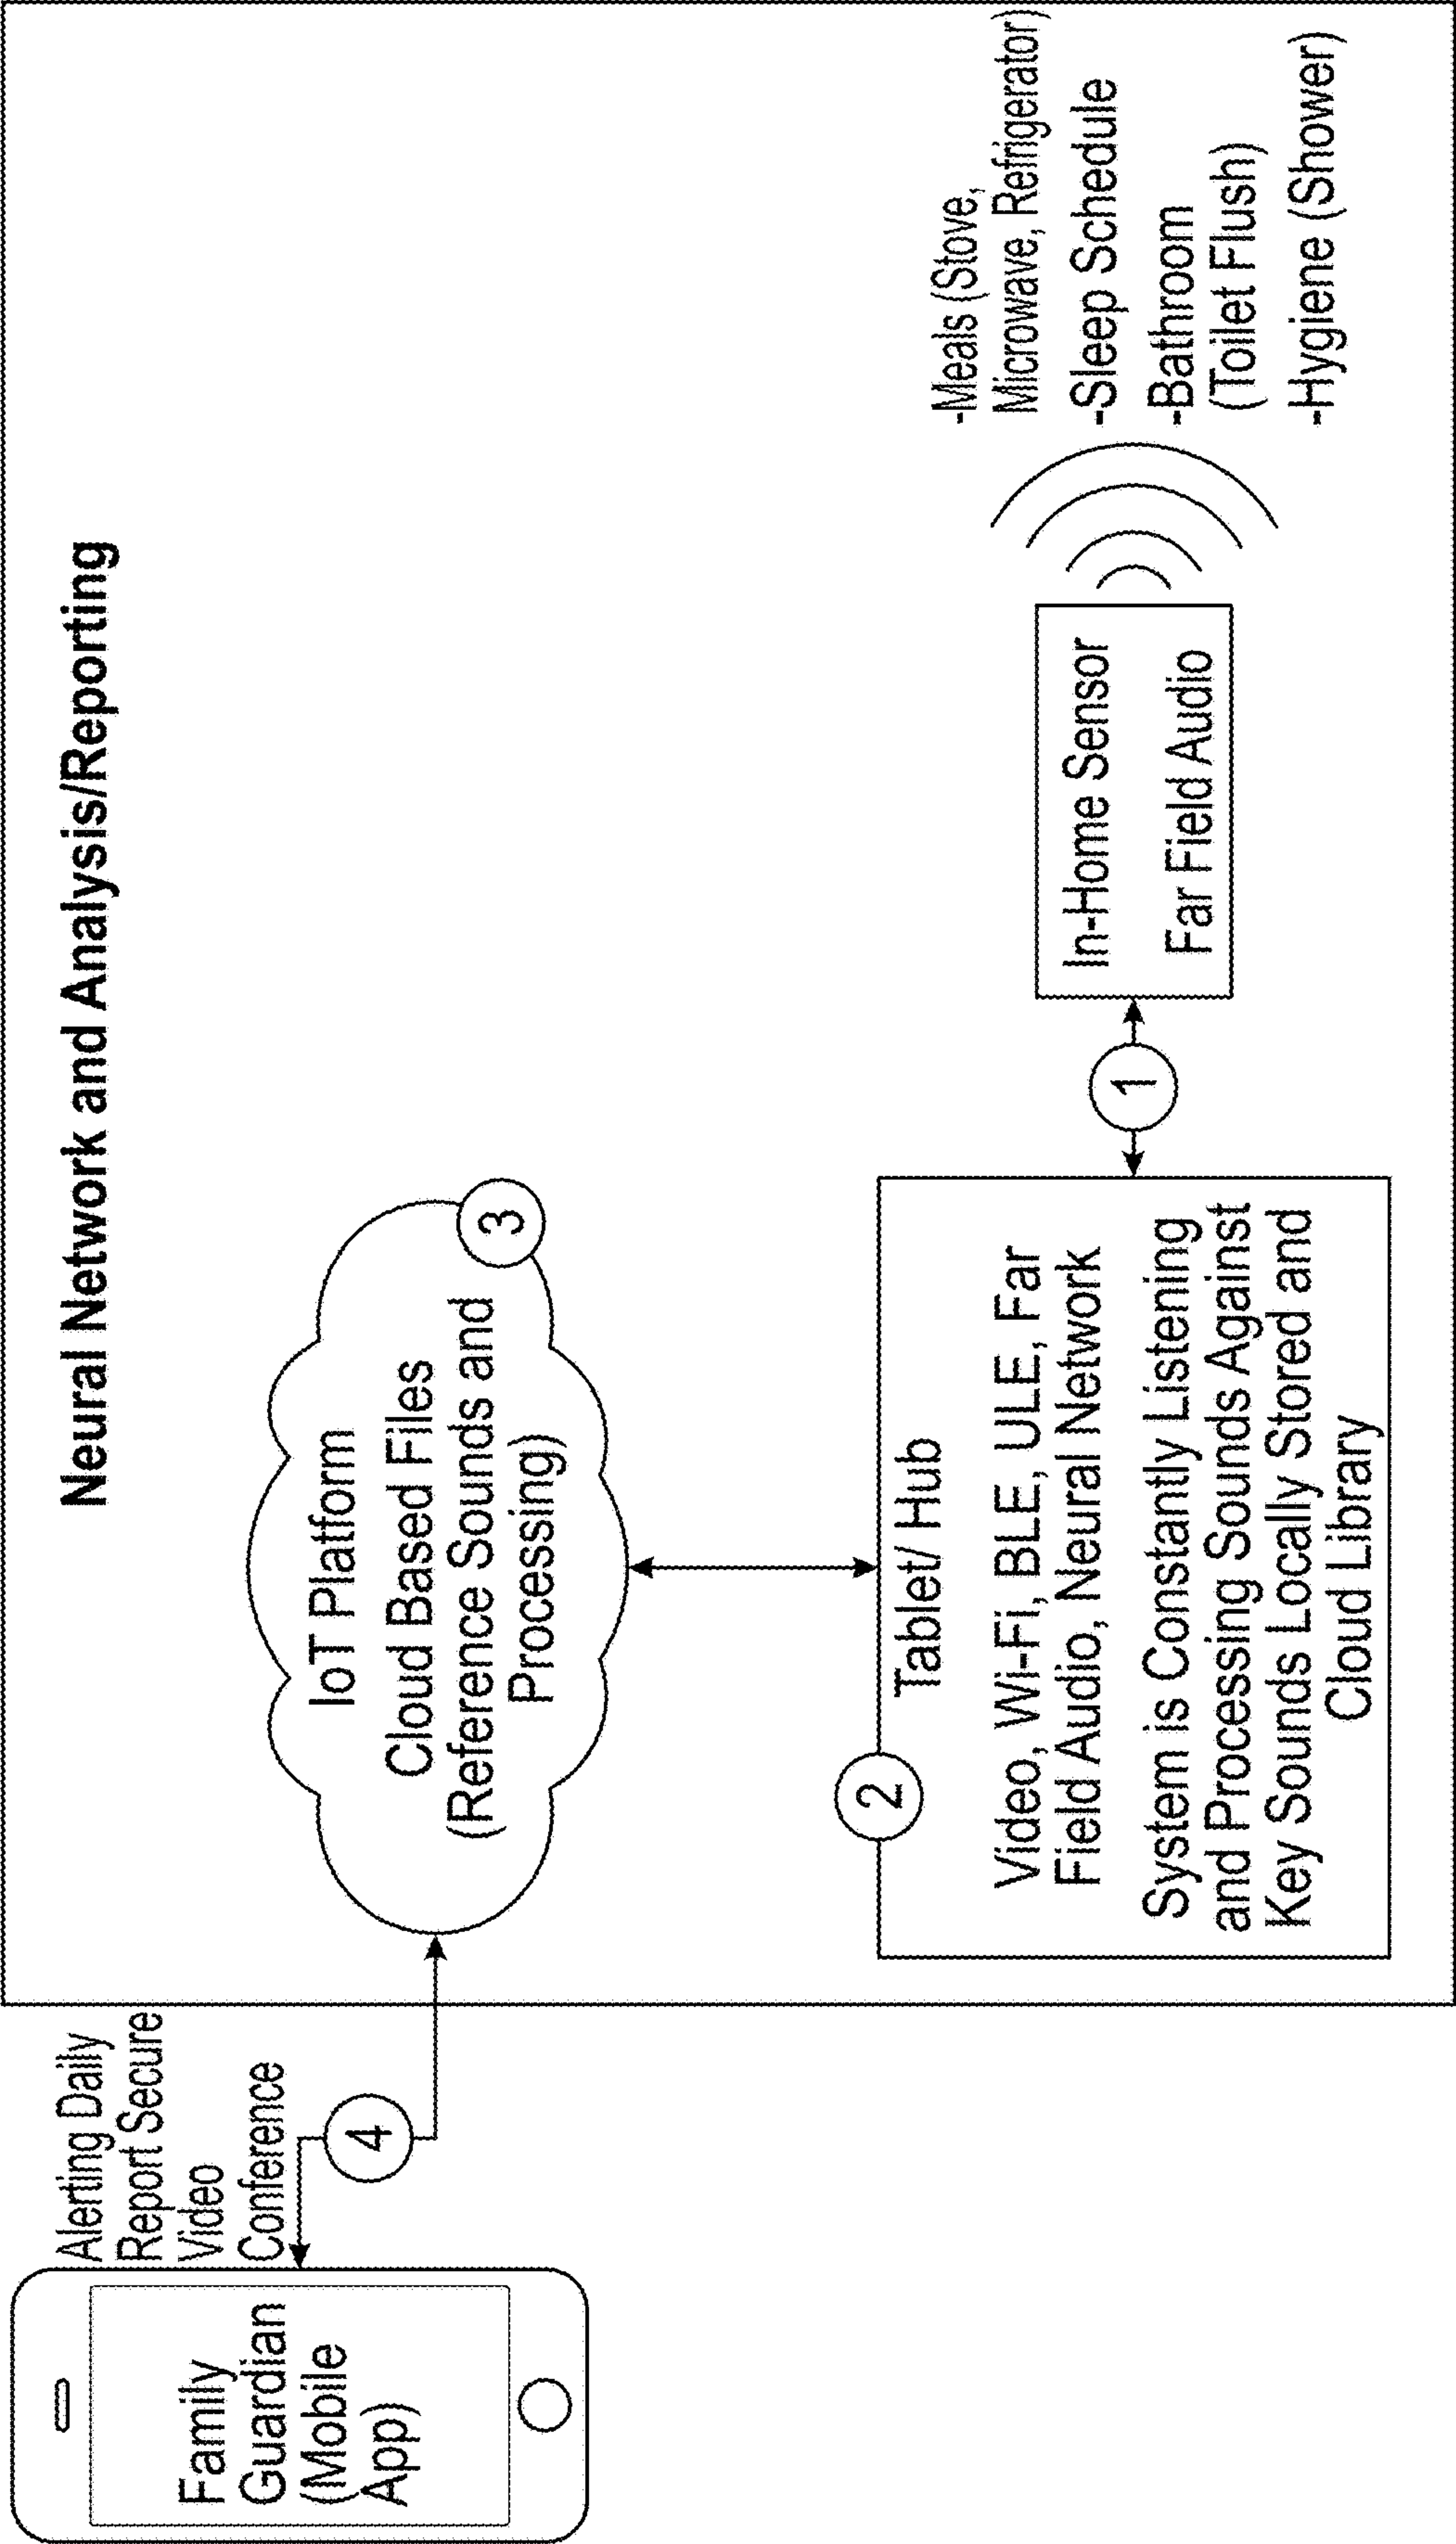 Neural Network and Analysis/Reporting
Alerting Daily
Report Secure
Video
Conference
Family
Guardian
(Mobile
App)
4
IoT Platform
Cloud Based Files
(Reference Sounds and
Processing)
3
2
Tablet/ Hub
Video, Wi-Fi, BLE, ULE, Far
Field Audio, Neural Network
System is Constantly Listening
and Processing Sounds Against
Key Sounds Locally Stored and
Cloud Library
1
In-Home Sensor
Far Field Audio
-Meals (Stove,
Microwave, Refrigerator)
-Sleep Schedule
-Bathroom
(Toilet Flush)
-Hygiene (Shower)